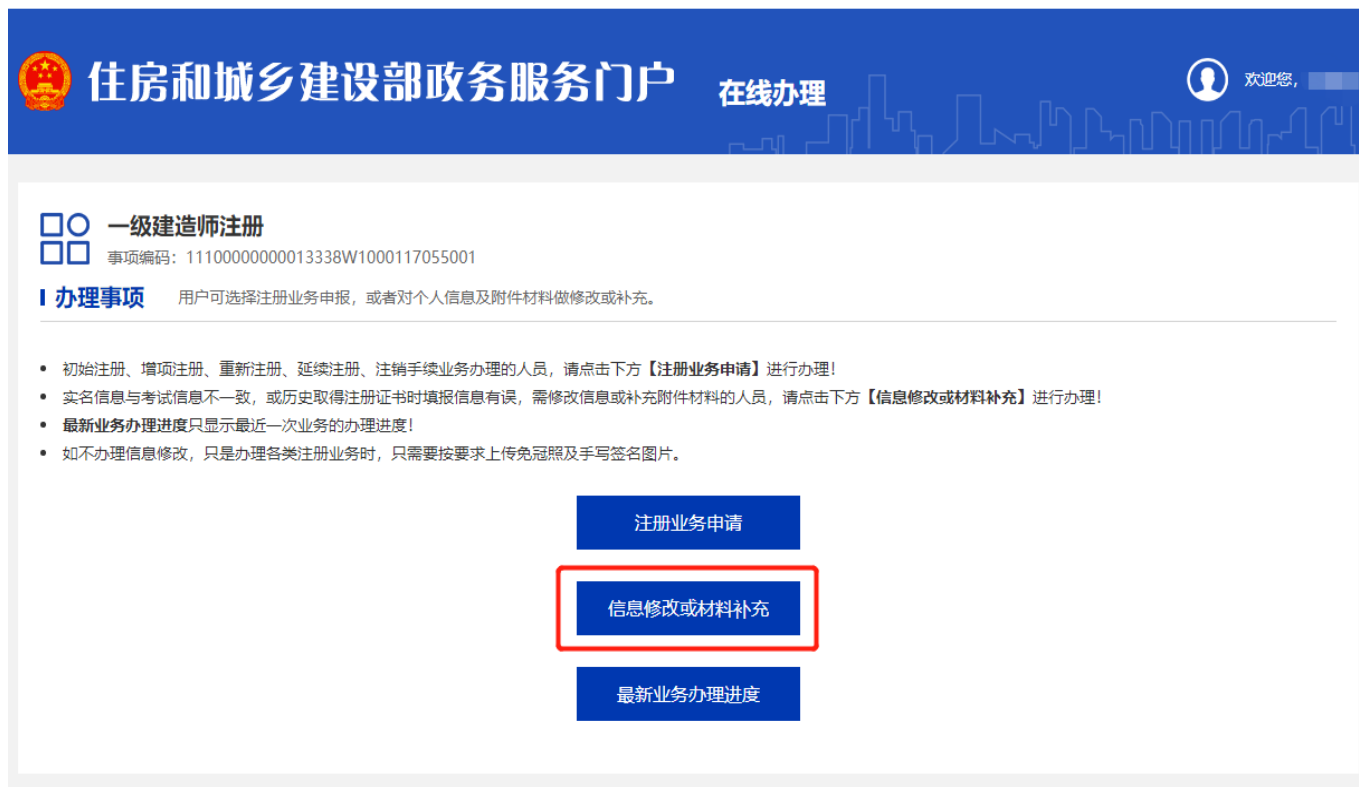 住房和城乡建设部政务服务门户 在线办理 欢迎您,
一级建造师注册
事项编码：11100000000013338W1000117055001
办理事项 用户可选择注册业务申报，或者对个人信息及附件材料做修改或补充。
• 初始注册、增项注册、重新注册、延续注册、注销手续业务办理的人员，请点击下方【注册业务申请】进行办理！
• 实名信息与考试信息不一致，或历史取得注册证书时填报信息有误，需修改信息或补充附件材料的人员，请点击下方【信息修改或材料补充】进行办理！
• 最新业务办理进度只显示最近一次业务的办理进度！
• 如不办理信息修改，只是办理各类注册业务时，只需要按要求上传免冠照及手写签名图片。
注册业务申请
信息修改或材料补充
最新业务办理进度